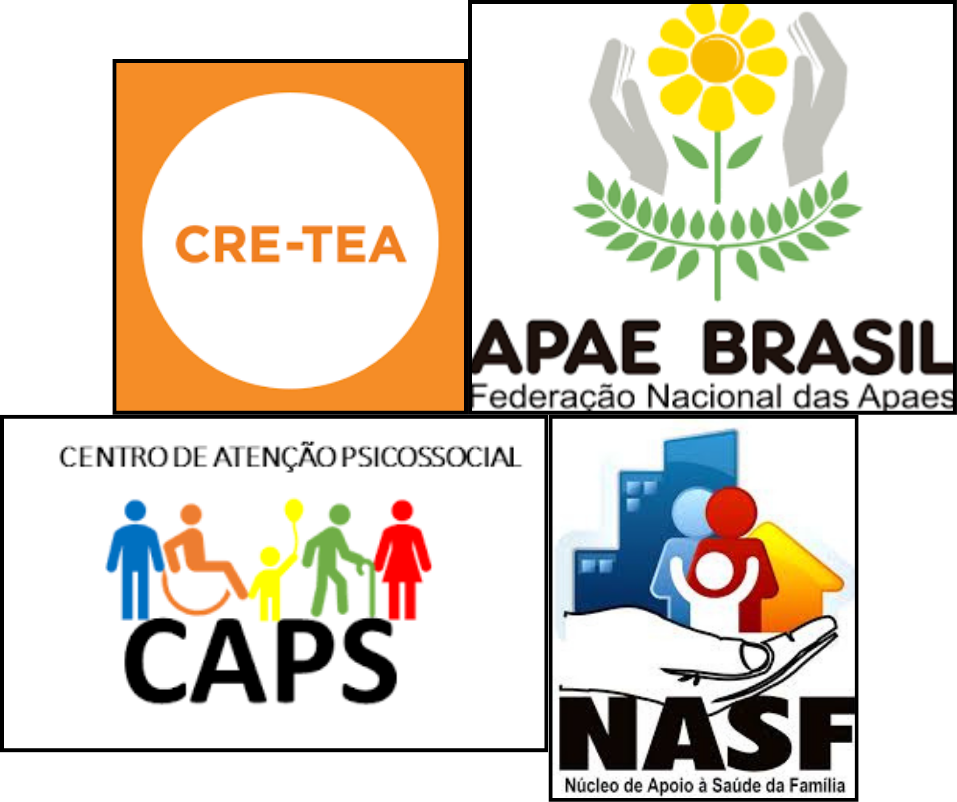 CRE-TEA
APAE BRASIL
Federação Nacional das Apaes
CENTRO DE ATENÇÃO PSICOSSOCIAL
CAPS
NASF
Núcleo de Apoio à Saúde da Família